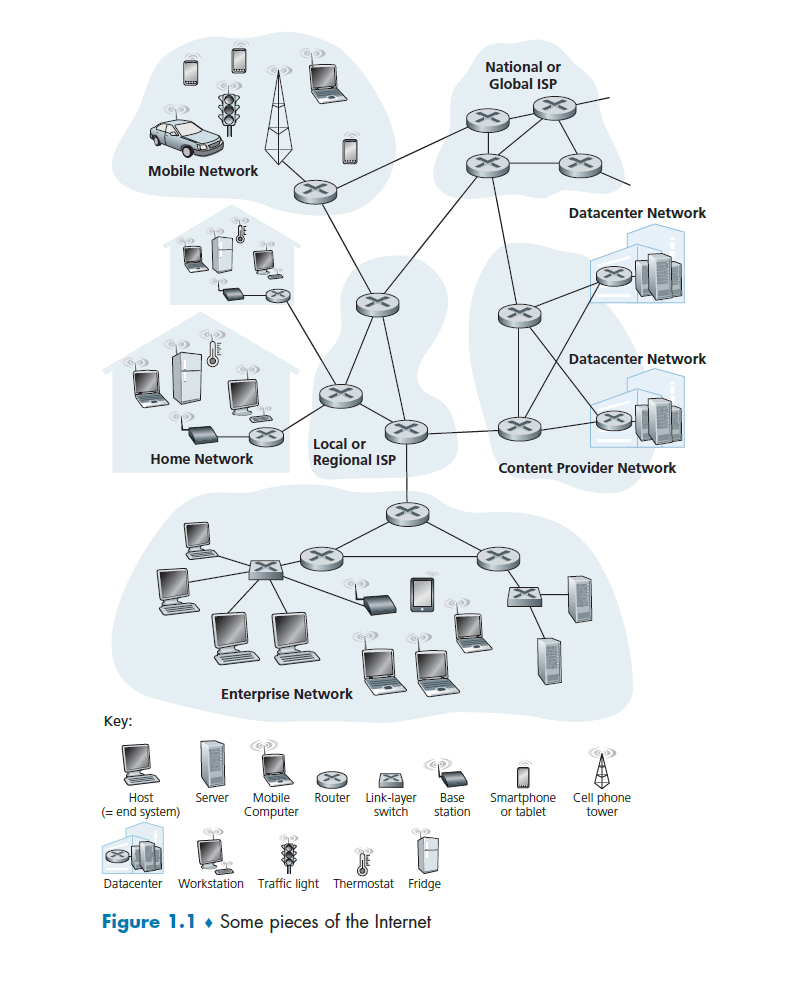 National or
Global ISP
Mobile Network
Datacenter Network
Datacenter Network
Local or
Regional ISP
Home Network
Content Provider Network
Enterprise Network
Key:
Host
(= end system)
Server
Mobile
Computer
Router
Link-layer
switch
Base
station
Smartphone
or tablet
Cell phone
tower
Datacenter
Workstation
Traffic light
Thermostat
Fridge
Figure 1.1 ♦ Some pieces of the Internet